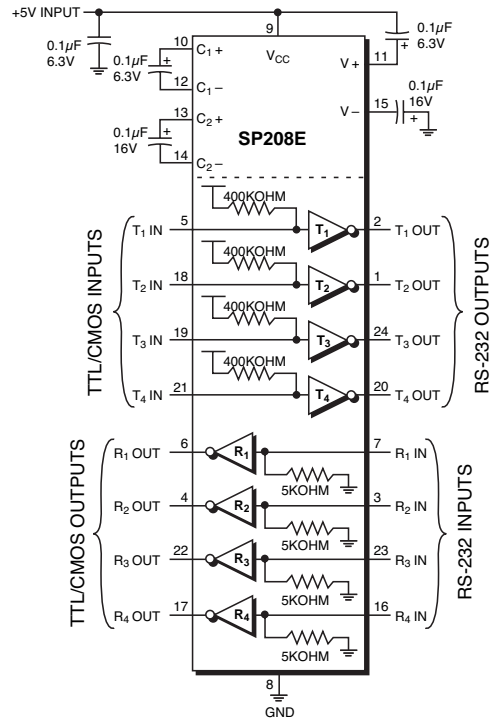 +5V INPUT
0.1µF
6.3V
9
VCC
0.1µF
6.3V
10
C1 +
0.1µF
6.3V
12
C1 –
V +
11
13
C2 +
0.1µF
16V
14
C2 –
V –
15
0.1µF
16V
SP208E
400KOHM
T1 IN
5
T1
2
T1 OUT
400KOHM
T2 IN
18
T2
1
T2 OUT
400KOHM
T3 IN
19
T3
24
T3 OUT
400KOHM
T4 IN
21
T4
20
T4 OUT
TTL/CMOS INPUTS
RS-232 OUTPUTS
R1 OUT
6
R1
7
R1 IN
5KOHM
R2 OUT
4
R2
3
R2 IN
5KOHM
R3 OUT
22
R3
23
R3 IN
5KOHM
R4 OUT
17
R4
16
R4 IN
5KOHM
TTL/CMOS OUTPUTS
RS-232 INPUTS
8
GND